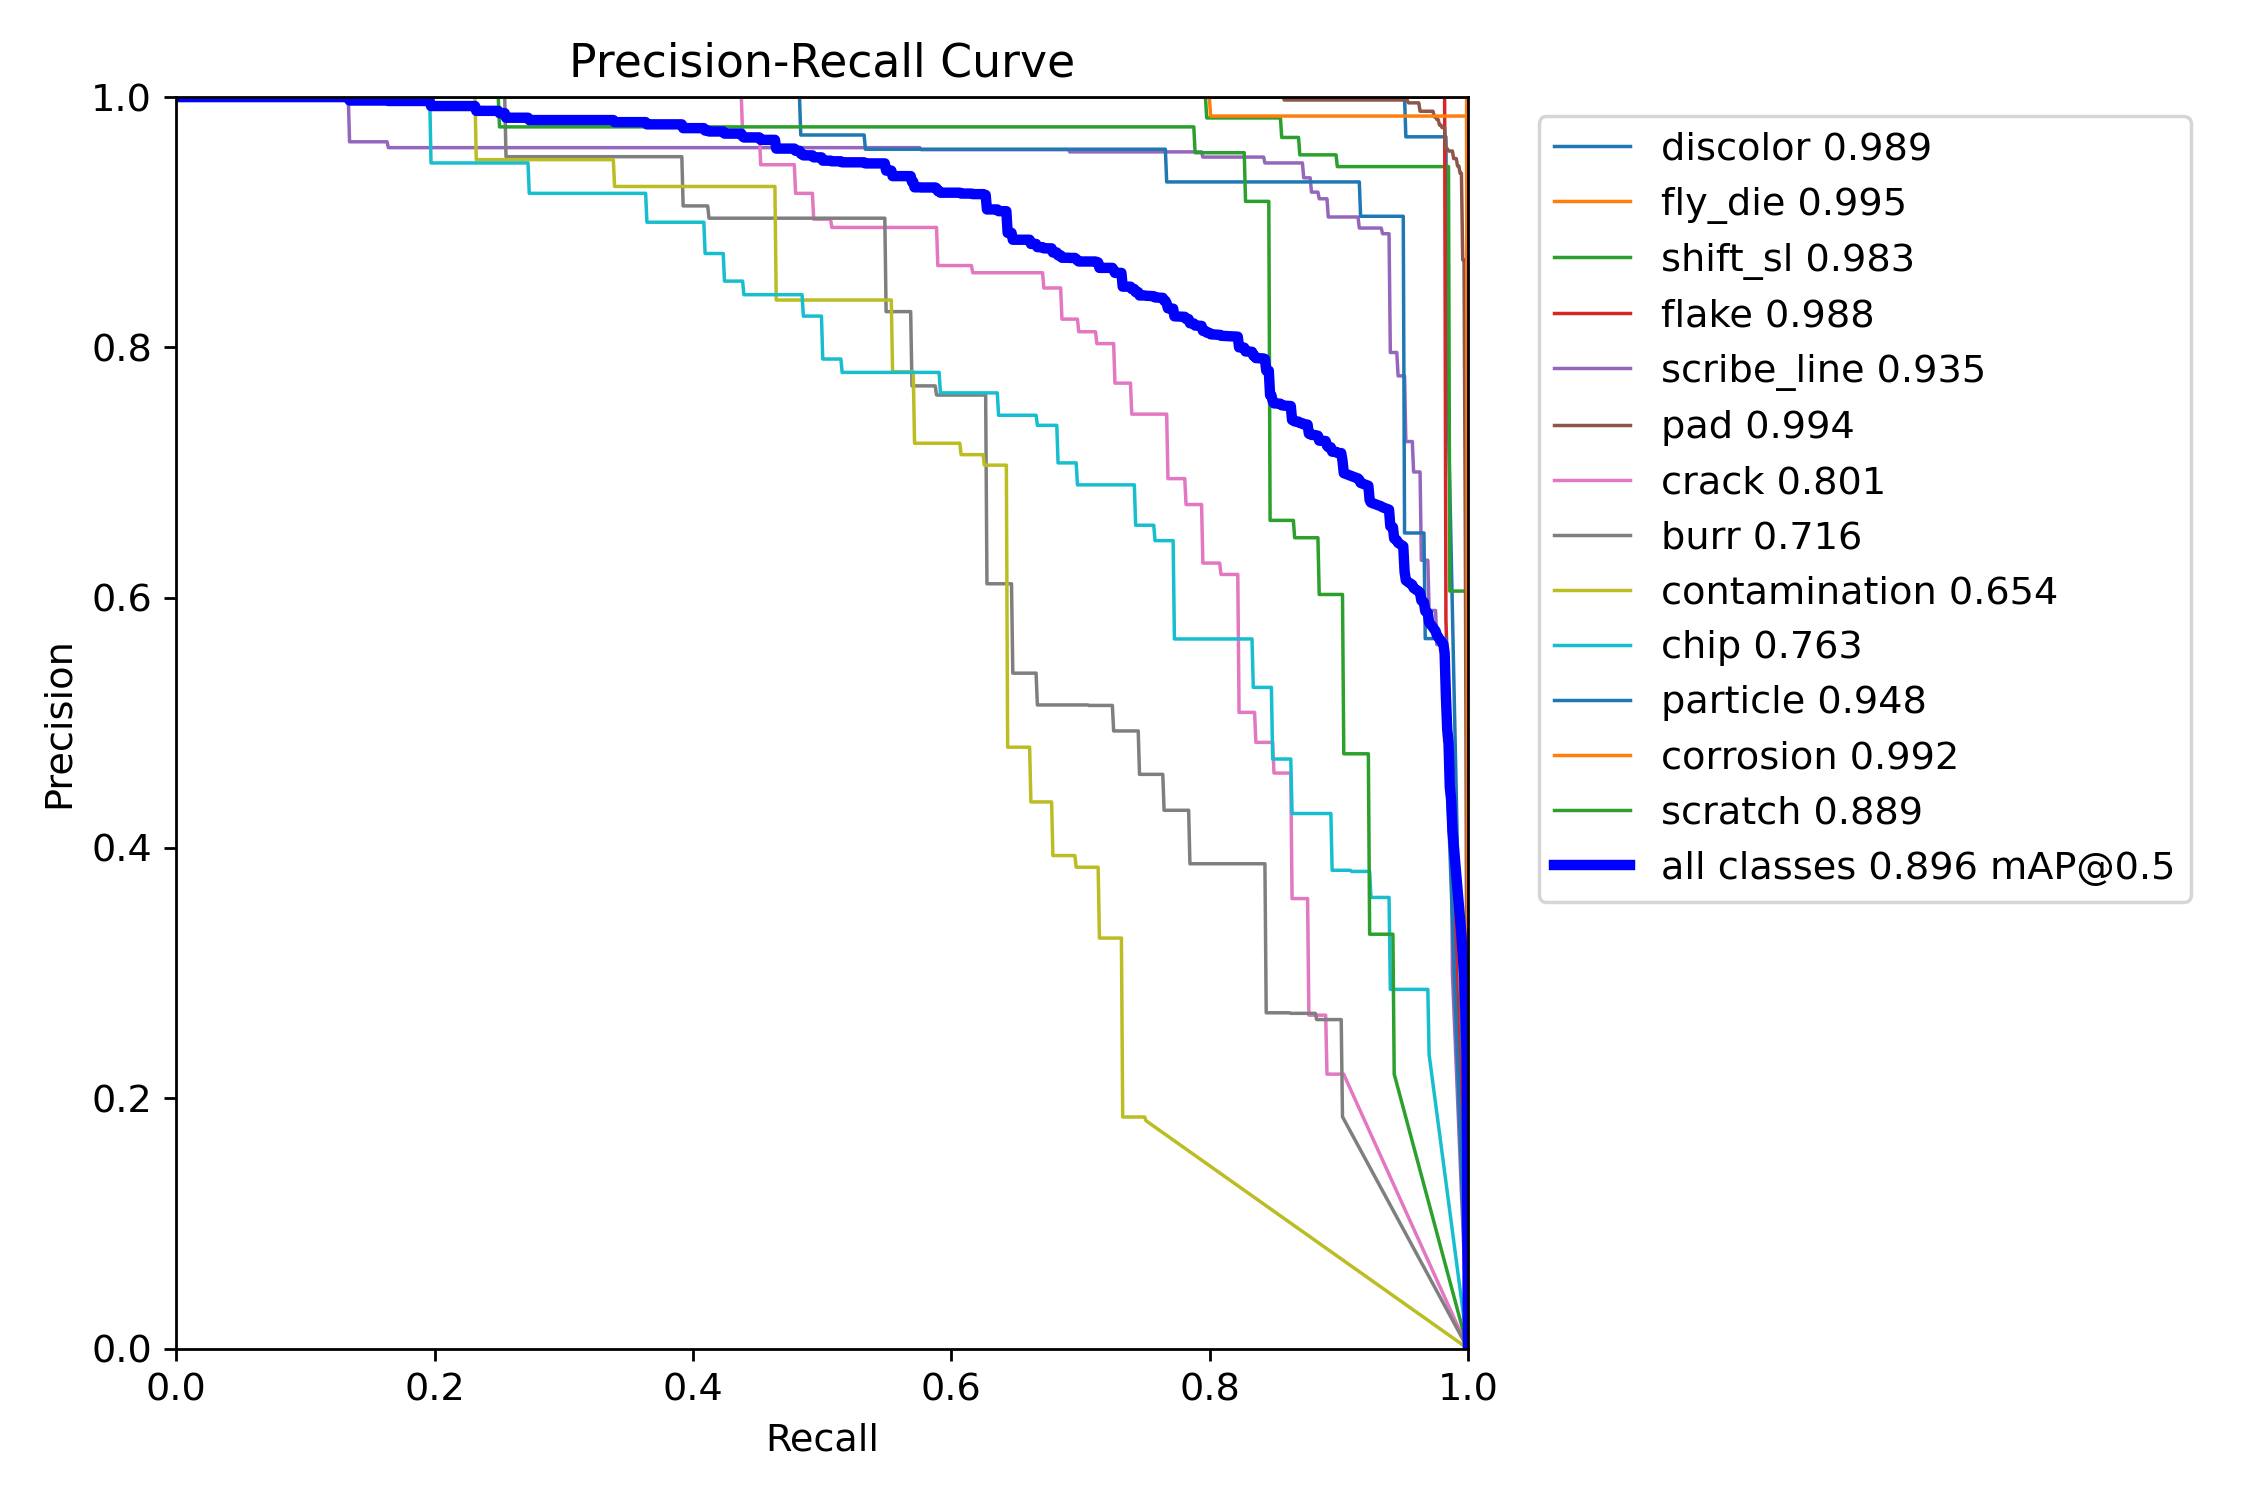 Precision-Recall Curve
1.0
0.8
0.6
0.4
0.2
0.0
Precision
0.0 0.2 0.4 0.6 0.8 1.0
Recall
discolor 0.989
fly_die 0.995
shift_sl 0.983
flake 0.988
scribe_line 0.935
pad 0.994
crack 0.801
burr 0.716
contamination 0.654
chip 0.763
particle 0.948
corrosion 0.992
scratch 0.889
all classes 0.896 mAP@0.5